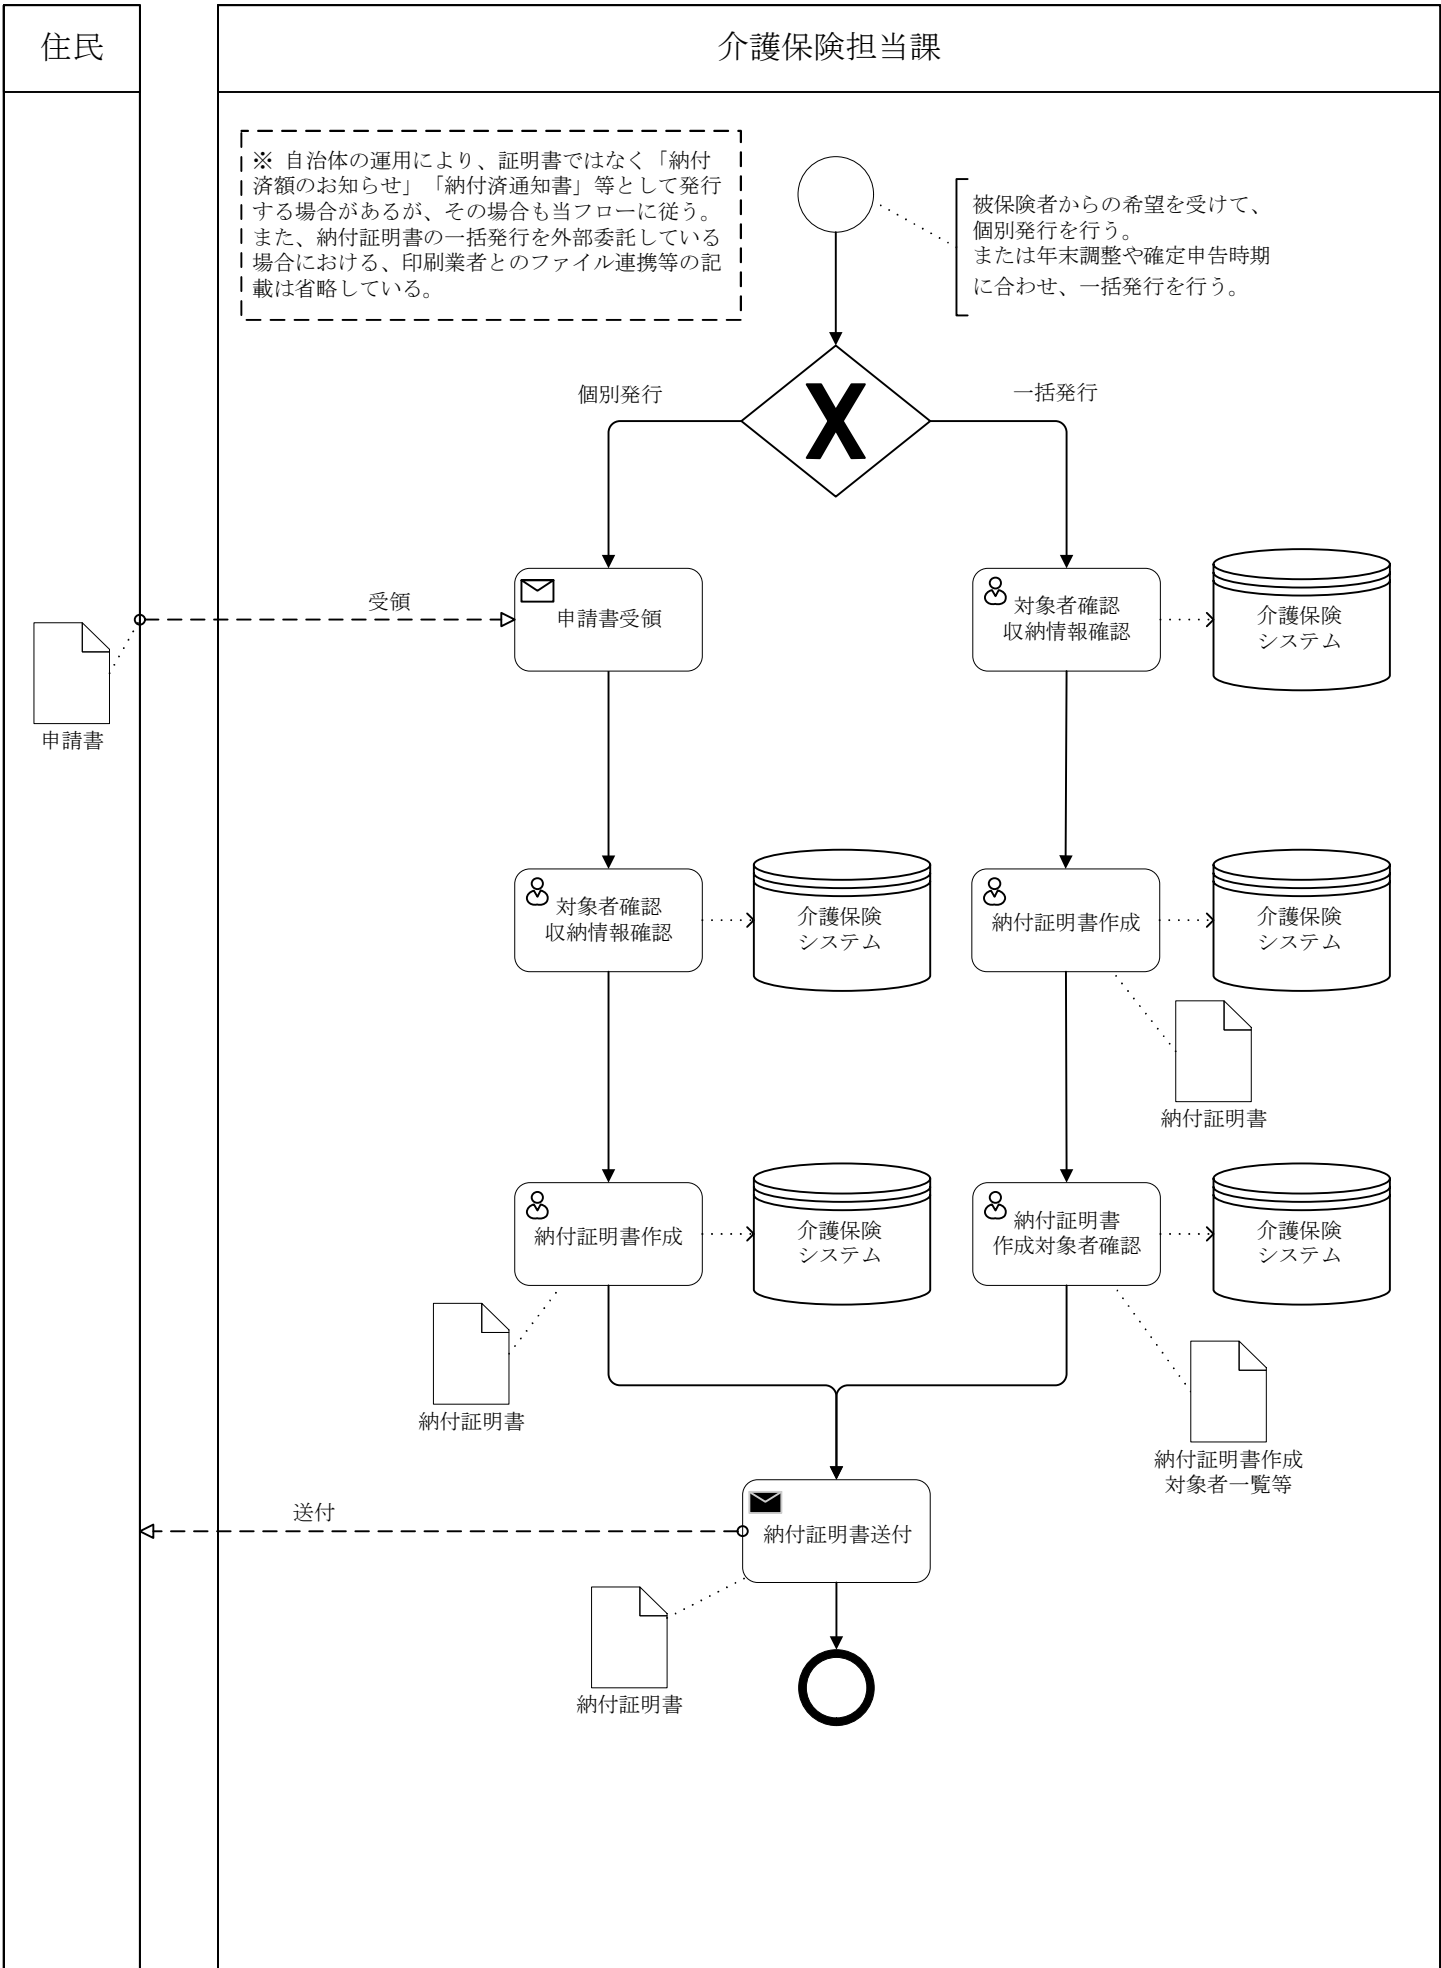 住民
介護保険担当課
※ 自治体の運用により、証明書ではなく「納付
済額のお知らせ」「納付済通知書」等として発行
する場合があるが、その場合も当フローに従う。
また、納付証明書の一括発行を外部委託している
場合における、印刷業者とのファイル連携等の記
載は省略している。
被保険者からの希望を受けて、
個別発行を行う。
または年末調整や確定申告時期
に合わせ、一括発行を行う。
個別発行
一括発行
X
受領
申請書
申請書受領
対象者確認
収納情報確認
介護保険
システム
対象者確認
収納情報確認
介護保険
システム
納付証明書作成
介護保険
システム
納付証明書
納付証明書作成
介護保険
システム
納付証明書
納付証明書
作成対象者確認
介護保険
システム
納付証明書作成
対象者一覧等
送付
納付証明書送付
納付証明書